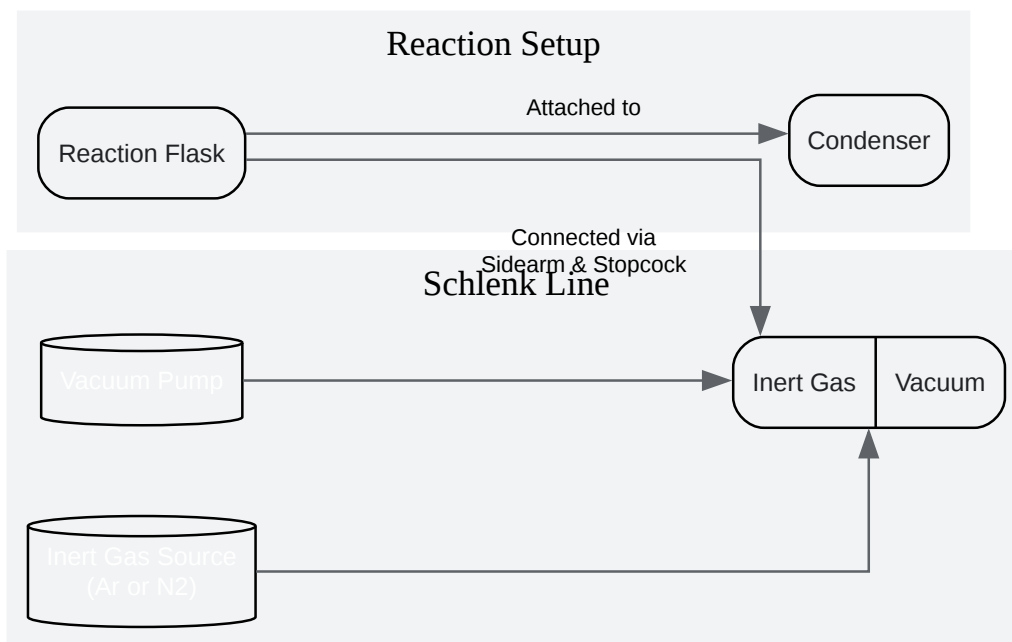 Reaction Setup
Attached to
Reaction Flask
Condenser
Connected via
Sidearm & Stopcock
Schlenk Line
Vacuum Pump
Inert Gas
Vacuum
Inert Gas Source
(Ar or N2)